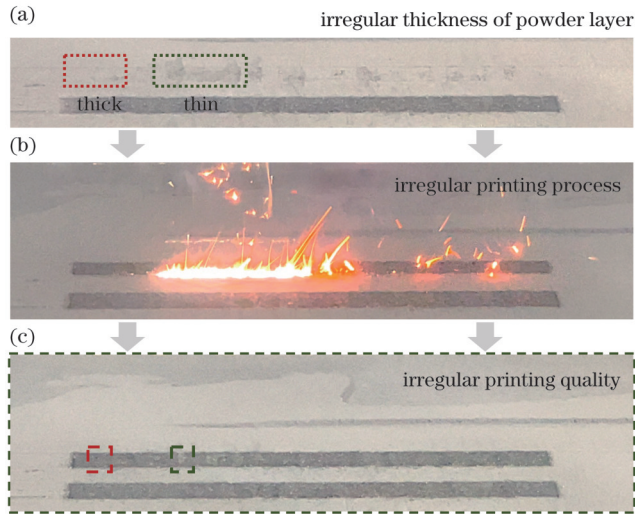 (a)
irregular thickness of powder layer
thick
thin
(b)
irregular printing process
(c)
irregular printing quality